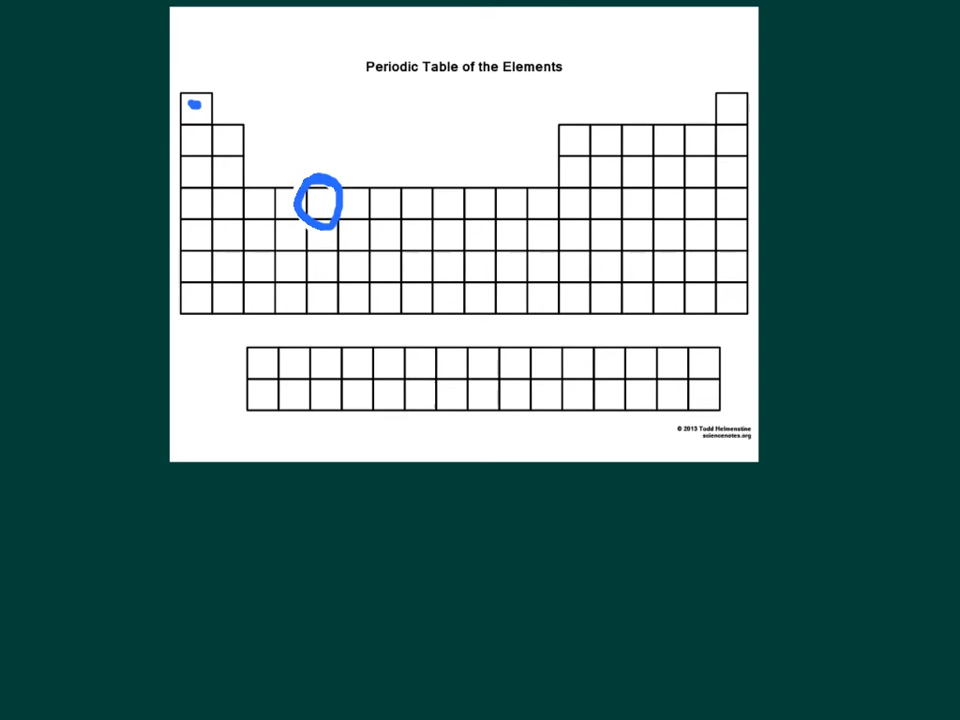 Periodic Table of the Elements
© 2013 Todd Helmenstine
sciencenotes.org